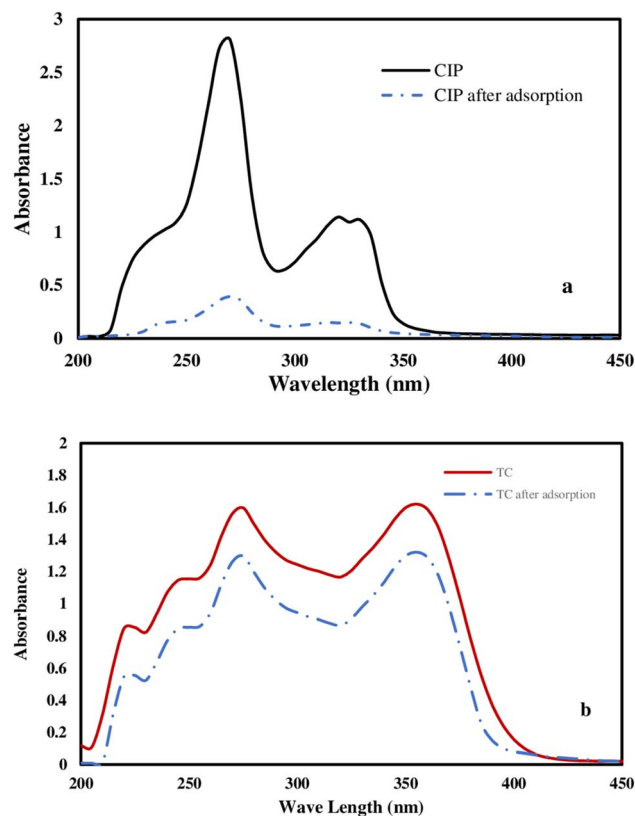 3
2.5
2
1.5
1
0.5
0
Absorbance
CIP
CIP after adsorption
a
200 250 300 350 400 450
Wavelength (nm)
2
1.8
1.6
1.4
1.2
1
0.8
0.6
0.4
0.2
0
Absorbance
TC
TC after adsorption
b
200 250 300 350 400 450
Wave Length (nm)